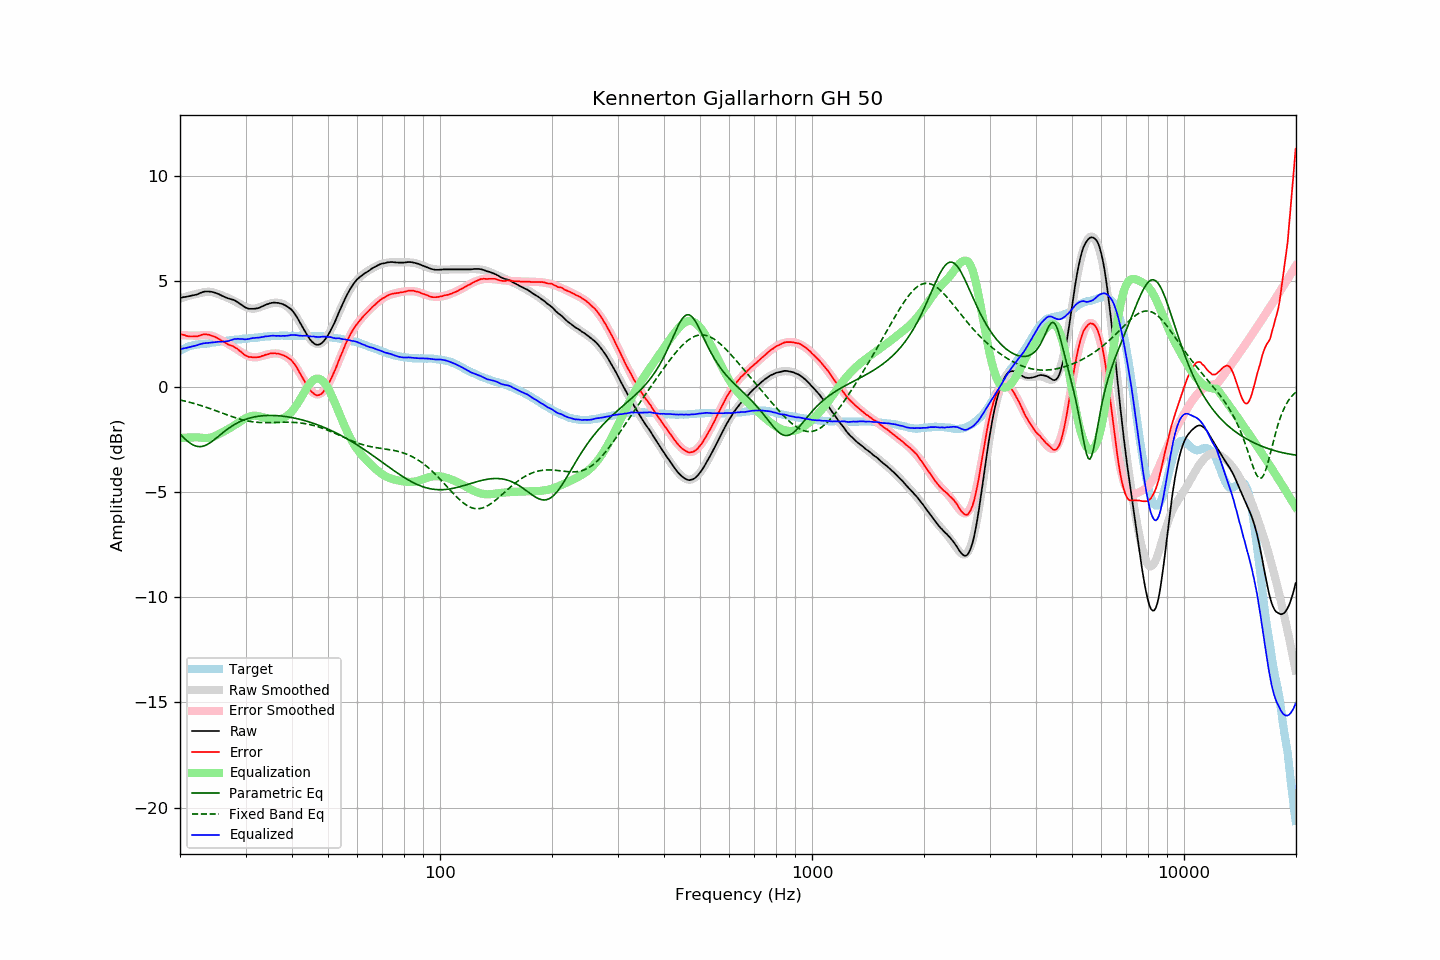 Kennerton Gjallarhorn GH 50
Amplitude (dBr)
10
5
0
−5
−10
−15
−20
Target
Raw Smoothed
Error Smoothed
Raw
Error
Equalization
Parametric Eq
Fixed Band Eq
Equalized
100
1000
10000
Frequency (Hz)